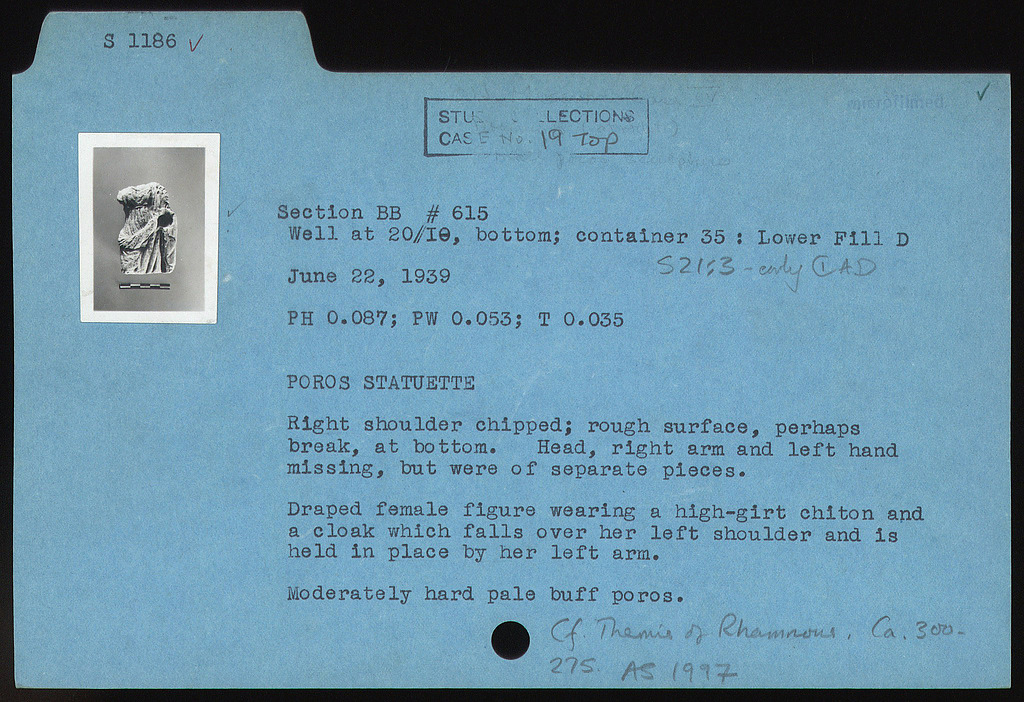 S 1186 ✓
microfilmed
✓
STU LECTIONS
CASE No. 19 Top
Section BB # 615
Well at 20/ΙΘ, bottom; container 35 : Lower Fill D
S21:3 - early ① AD
June 22, 1939
PH 0.087; PW 0.053; T 0.035
POROS STATUETTE
Right shoulder chipped; rough surface, perhaps
break, at bottom. Head, right arm and left hand
missing, but were of separate pieces.
Draped female figure wearing a high-girt chiton and
a cloak which falls over her left shoulder and is
held in place by her left arm.
Moderately hard pale buff poros.
Cf. Themis of Rhamnous, Ca. 300-
275. AS 1997